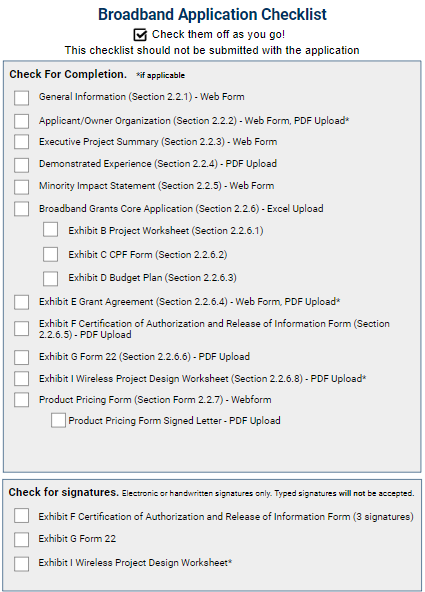 Broadband Application Checklist
Check them off as you go!
This checklist should not be submitted with the application
Check For Completion. *if applicable
General Information (Section 2.2.1) - Web Form
Applicant/Owner Organization (Section 2.2.2) - Web Form, PDF Upload*
Executive Project Summary (Section 2.2.3) - Web Form
Demonstrated Experience (Section 2.2.4) - PDF Upload
Minority Impact Statement (Section 2.2.5) - Web Form
Broadband Grants Core Application (Section 2.2.6) - Excel Upload
Exhibit B Project Worksheet (Section 2.2.6.1)
Exhibit C CPF Form (Section 2.2.6.2)
Exhibit D Budget Plan (Section 2.2.6.3)
Exhibit E Grant Agreement (Section 2.2.6.4) - Web Form, PDF Upload*
Exhibit F Certification of Authorization and Release of Information Form (Section
2.2.6.5) - PDF Upload
Exhibit G Form 22 (Section 2.2.6.6) - PDF Upload
Exhibit I Wireless Project Design Worksheet (Section 2.2.6.8) - PDF Upload*
Product Pricing Form (Section Form 2.2.7) - Webform
Product Pricing Form Signed Letter - PDF Upload
Check for signatures. Electronic or handwritten signatures only. Typed signatures will not be accepted.
Exhibit F Certification of Authorization and Release of Information Form (3 signatures)
Exhibit G Form 22
Exhibit I Wireless Project Design Worksheet*